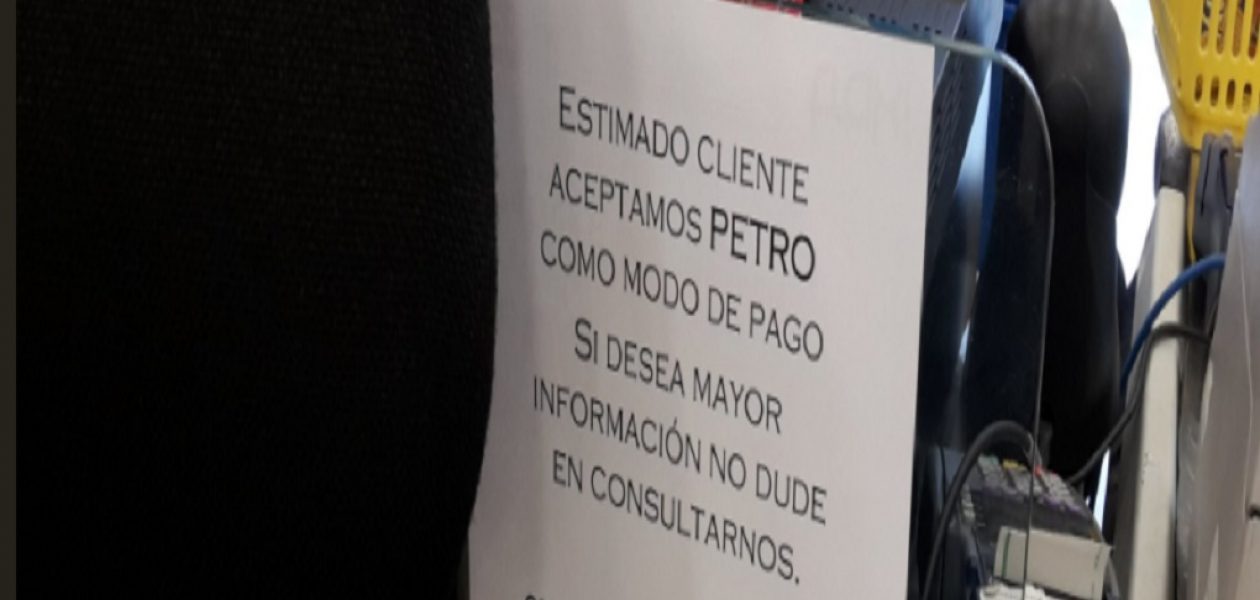 ESTIMADO CLIENTE
ACEPTAMOS PETRO
COMO MODO DE PAGO
SI DESEA MAYOR
INFORMACIÓN NO DUDE
EN CONSULTARNOS.